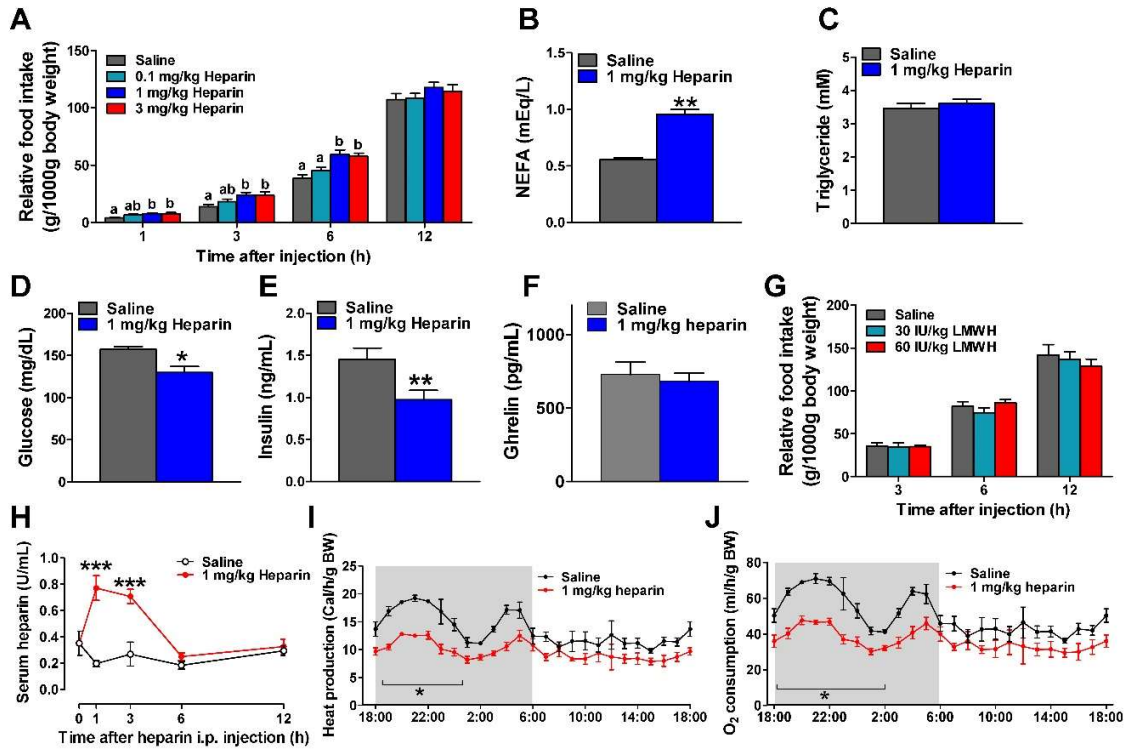 A
Relative food intake
(g/1000g body weight)
150
100
50
0
Saline
0.1 mg/kg Heparin
1 mg/kg Heparin
3 mg/kg Heparin
a ab b b
a ab b b
a a b b
1 3 6 12
Time after injection (h)
B
NEFA (mEq/L)
1.5
1.0
0.5
0.0
Saline
1 mg/kg Heparin
**
C
Triglyceride (mM)
5
4
3
2
1
0
Saline
1 mg/kg Heparin
D
Glucose (mg/dL)
200
150
100
50
0
Saline
1 mg/kg Heparin
*
E
Insulin (ng/mL)
2.0
1.5
1.0
0.5
0.0
Saline
1 mg/kg Heparin
**
F
Ghrelin (pg/mL)
1000
500
0
Saline
1 mg/kg heparin
G
Relative food intake
(g/1000g body weight)
200
150
100
50
0
Saline
30 IU/kg LMWH
60 IU/kg LMWH
3 6 12
Time after injection (h)
H
Serum heparin (U/mL)
1.0
0.8
0.6
0.4
0.2
0.0
*** ***
Saline
1 mg/kg Heparin
0 1 3 6 12
Time after heparin i.p. injection (h)
I
Heat production (Cal/h/g BW)
25
20
15
10
5
0
Saline
1 mg/kg heparin
*
18:00 22:00 2:00 6:00 10:00 14:00 18:00
J
O2 consumption (ml/h/g BW)
80
60
40
20
0
Saline
1 mg/kg heparin
*
18:00 22:00 2:00 6:00 10:00 14:00 18:00